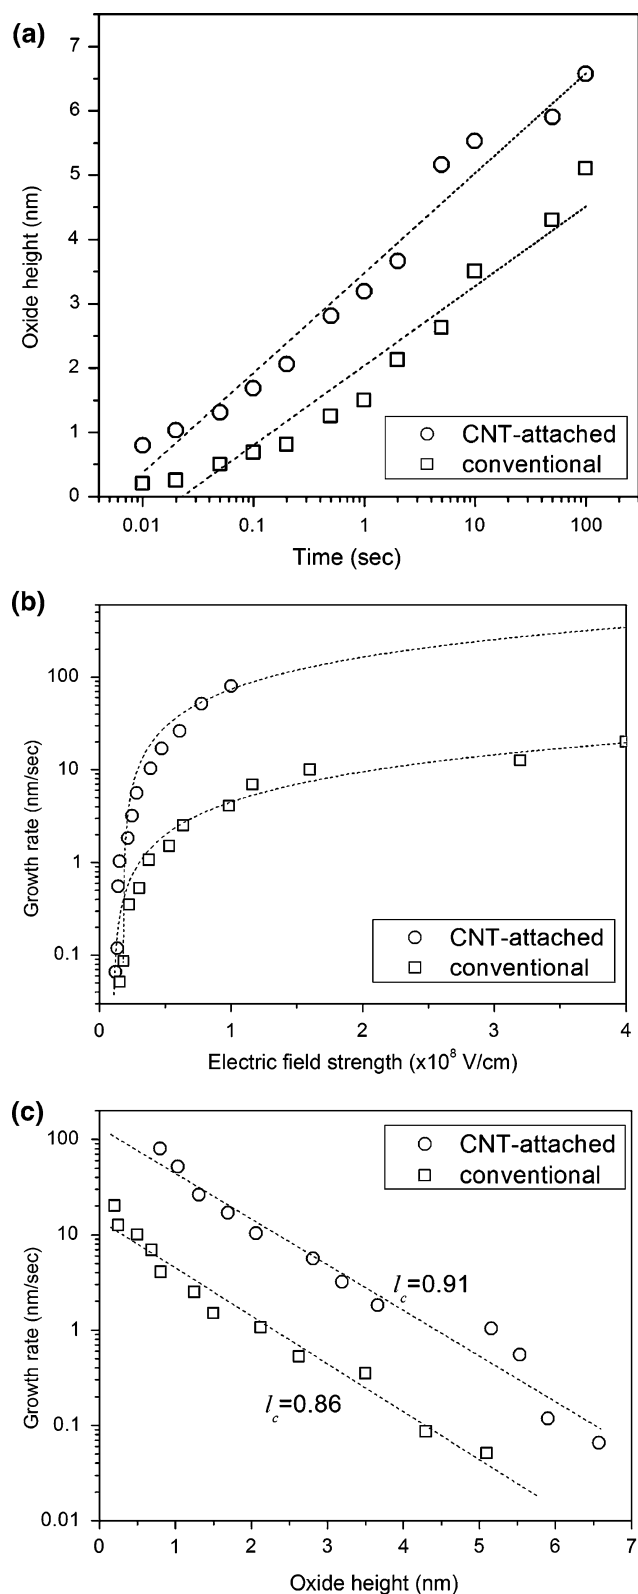 (a)
7
6
5
4
3
2
1
0
Oxide height (nm)
CNT-attached
conventional
0.01 0.1 1 10 100
Time (sec)
(b)
100
10
1
0.1
Growth rate (nm/sec)
CNT-attached
conventional
0 1 2 3 4
Electric field strength (x10⁸ V/cm)
(c)
100
10
1
0.1
0.01
Growth rate (nm/sec)
CNT-attached
conventional
l_c=0.91
l_c=0.86
0 1 2 3 4 5 6 7
Oxide height (nm)